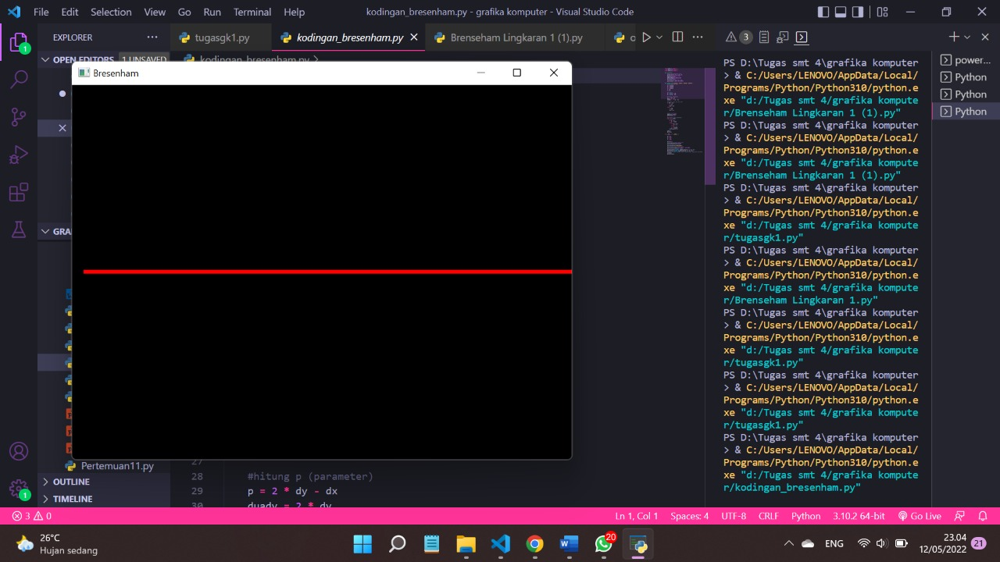 File Edit Selection View Go Run Terminal Help
kodingan_bresenham.py - grafika komputer - Visual Studio Code
EXPLORER
OPEN EDITORS 1 UNSAVED
tugasgk1.py
kodingan_bresenham.py
Brenseham Lingkaran 1 (1).py
3
kodingan_bresenham.py
Bresenham
GRA
Pertemuan11.py
OUTLINE
TIMELINE
27
28 #hitung p (parameter)
29 p = 2 * dy - dx
30 duady = 2 * dy
PS D:\Tugas smt 4\grafika komputer
> & C:/Users/LENOVO/AppData/Local/
Programs/Python/Python310/python.e
xe "d:/Tugas smt 4/grafika compute
r/Brenseham Lingkaran 1 (1).py"
PS D:\Tugas smt 4\grafika komputer
> & C:/Users/LENOVO/AppData/Local/
Programs/Python/Python310/python.e
xe "d:/Tugas smt 4/grafika kompute
r/Brenseham Lingkaran 1 (1).py"
PS D:\Tugas smt 4\grafika komputer
> & C:/Users/LENOVO/AppData/Local/
Programs/Python/Python310/python.e
xe "d:/Tugas smt 4/grafika kompute
r/tugasgk1.py"
PS D:\Tugas smt 4\grafika komputer
> & C:/Users/LENOVO/AppData/Local/
Programs/Python/Python310/python.e
xe "d:/Tugas smt 4/grafika kompute
r/Brenseham Lingkaran 1.py"
PS D:\Tugas smt 4\grafika komputer
> & C:/Users/LENOVO/AppData/Local/
Programs/Python/Python310/python.e
xe "d:/Tugas smt 4/grafika kompute
r/tugasgk1.py"
PS D:\Tugas smt 4\grafika komputer
> & C:/Users/LENOVO/AppData/Local/
Programs/Python/Python310/python.e
xe "d:/Tugas smt 4/grafika kompute
r/tugasgk1.py"
PS D:\Tugas smt 4\grafika komputer
> & C:/Users/LENOVO/AppData/Local/
Programs/Python/Python310/python.e
xe "d:/Tugas smt 4/grafika kompute
r/kodingan_bresenham.py"
power...
Python
Python
Python
1
1
3 0
Ln 1, Col 1 Spaces: 4 UTF-8 CRLF Python 3.10.2 64-bit Go Live
26°C
Hujan sedang
20
ENG
23.04
12/05/2022
21